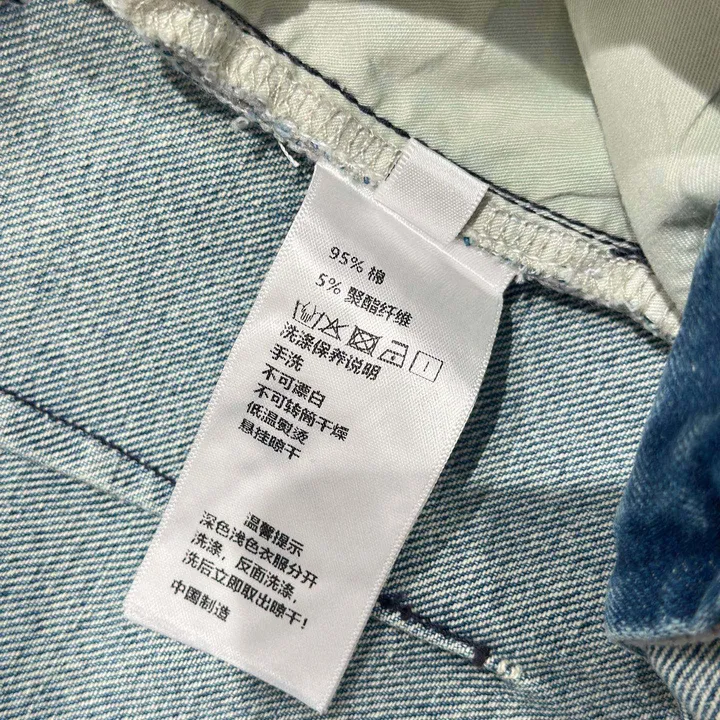 95% 棉
5% 聚酯纤维
洗涤保养说明
手洗
不可漂白
不可转筒干燥
低温熨烫
悬挂晾干
温馨提示
深色浅色衣服分开
洗涤，反面洗涤，
洗后立即取出晾干！
中国制造